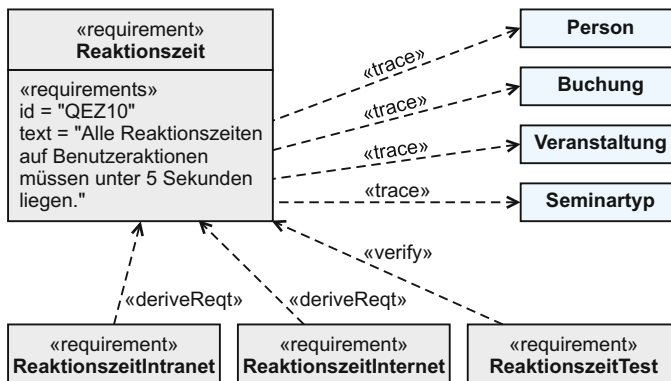 «requirement»
Reaktionszeit
«requirements»
id = "QEZ10"
text = "Alle Reaktionszeiten
auf Benutzeraktionen
müssen unter 5 Sekunden
liegen."
Person
Buchung
Veranstaltung
Seminartyp
«trace»
«trace»
«trace»
«trace»
«verify»
«deriveReqt»
«deriveReqt»
«requirement»
ReaktionszeitIntranet
«requirement»
ReaktionszeitInternet
«requirement»
ReaktionszeitTest